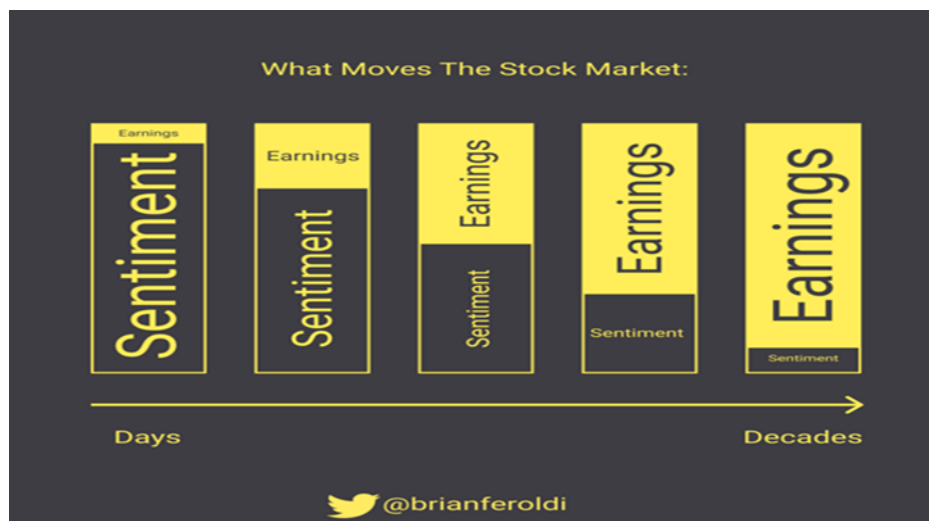 What Moves The Stock Market:
Earnings
Sentiment
Earnings
Sentiment
Earnings
Sentiment
Earnings
Sentiment
Earnings
Sentiment
Days
Decades
@brianferoldi